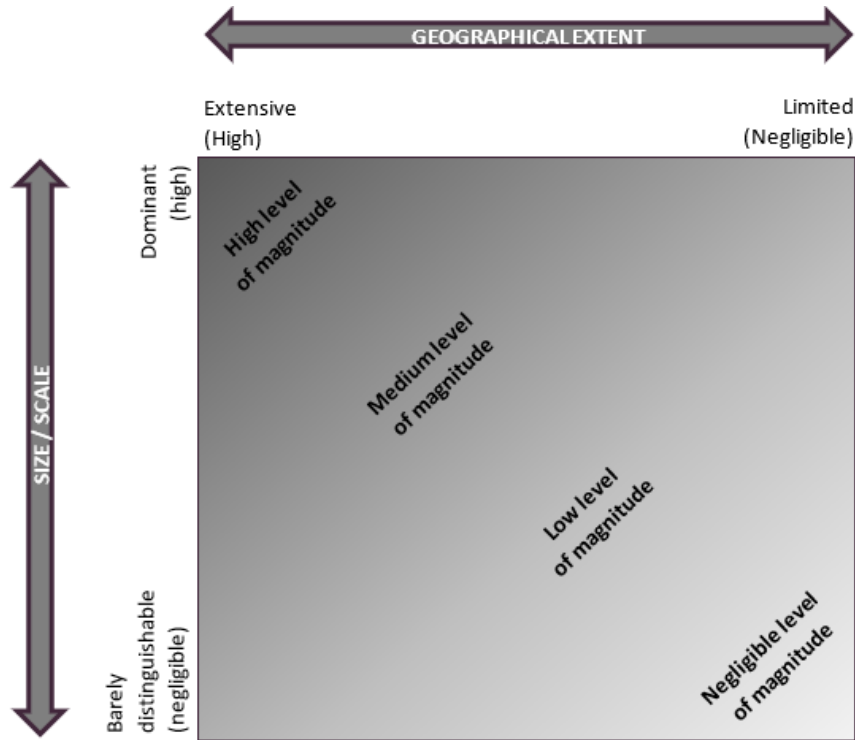 GEOGRAPHICAL EXTENT
Extensive
(High)
Limited
(Negligible)
SIZE / SCALE
Dominant
(high)
Barely
distinguishable
(negligible)
High level
of magnitude
Medium level
of magnitude
Low level
of magnitude
Negligible level
of magnitude